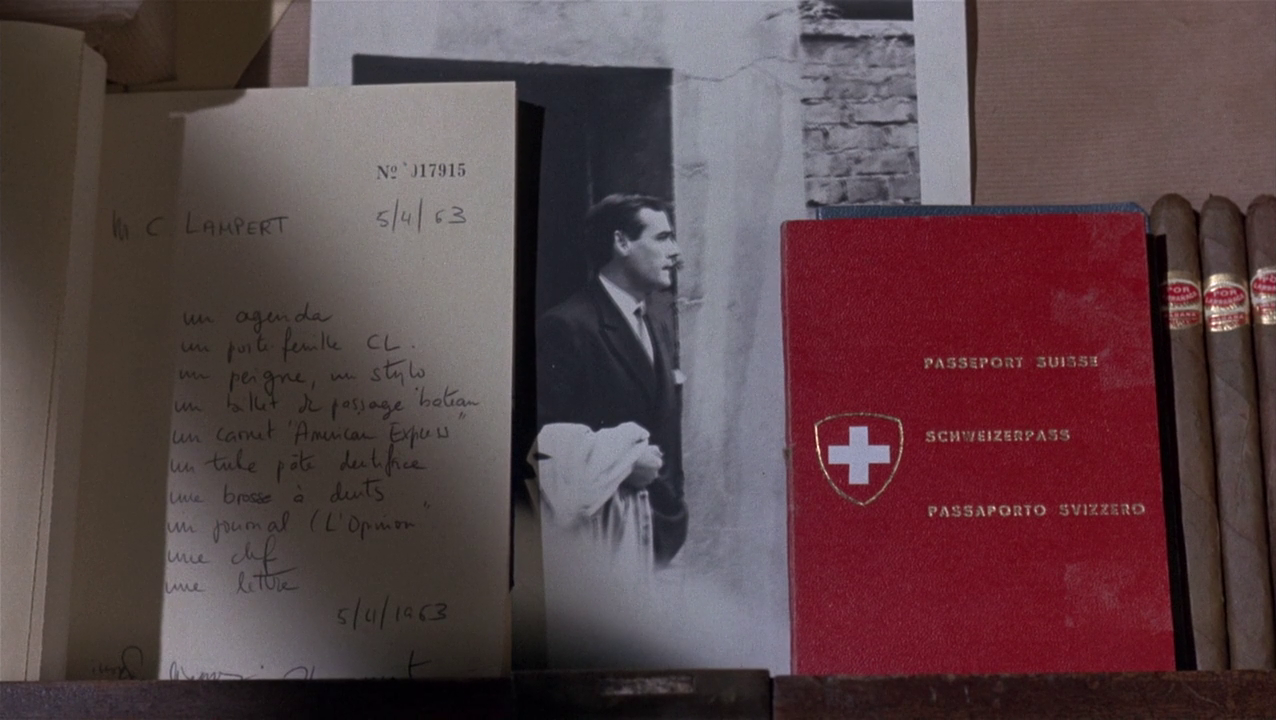 Nº 017915
M C. LAMPERT 5/4/63
un agenda
un porte-feuille CL.
un peigne, un stylo
un billet de passage "bateau"
un carnet "American Express"
un tube pâte dentifrice
une brosse à dents
un journal (L'Opinion"
une clef
une lettre
5/4/1963
PASSEPORT SUISSE
SCHWEIZERPASS
PASSAPORTO SVIZZERO
POR
POR